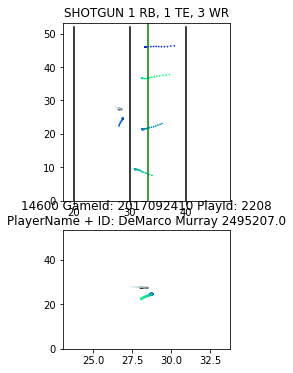 SHOTGUN 1 RB, 1 TE, 3 WR
50
40
30
20
10
0
20 30 40
14600 GameId: 2017092410 PlayId: 2208
PlayerName + ID: DeMarco Murray 2495207.0
40
20
0
25.0 27.5 30.0 32.5